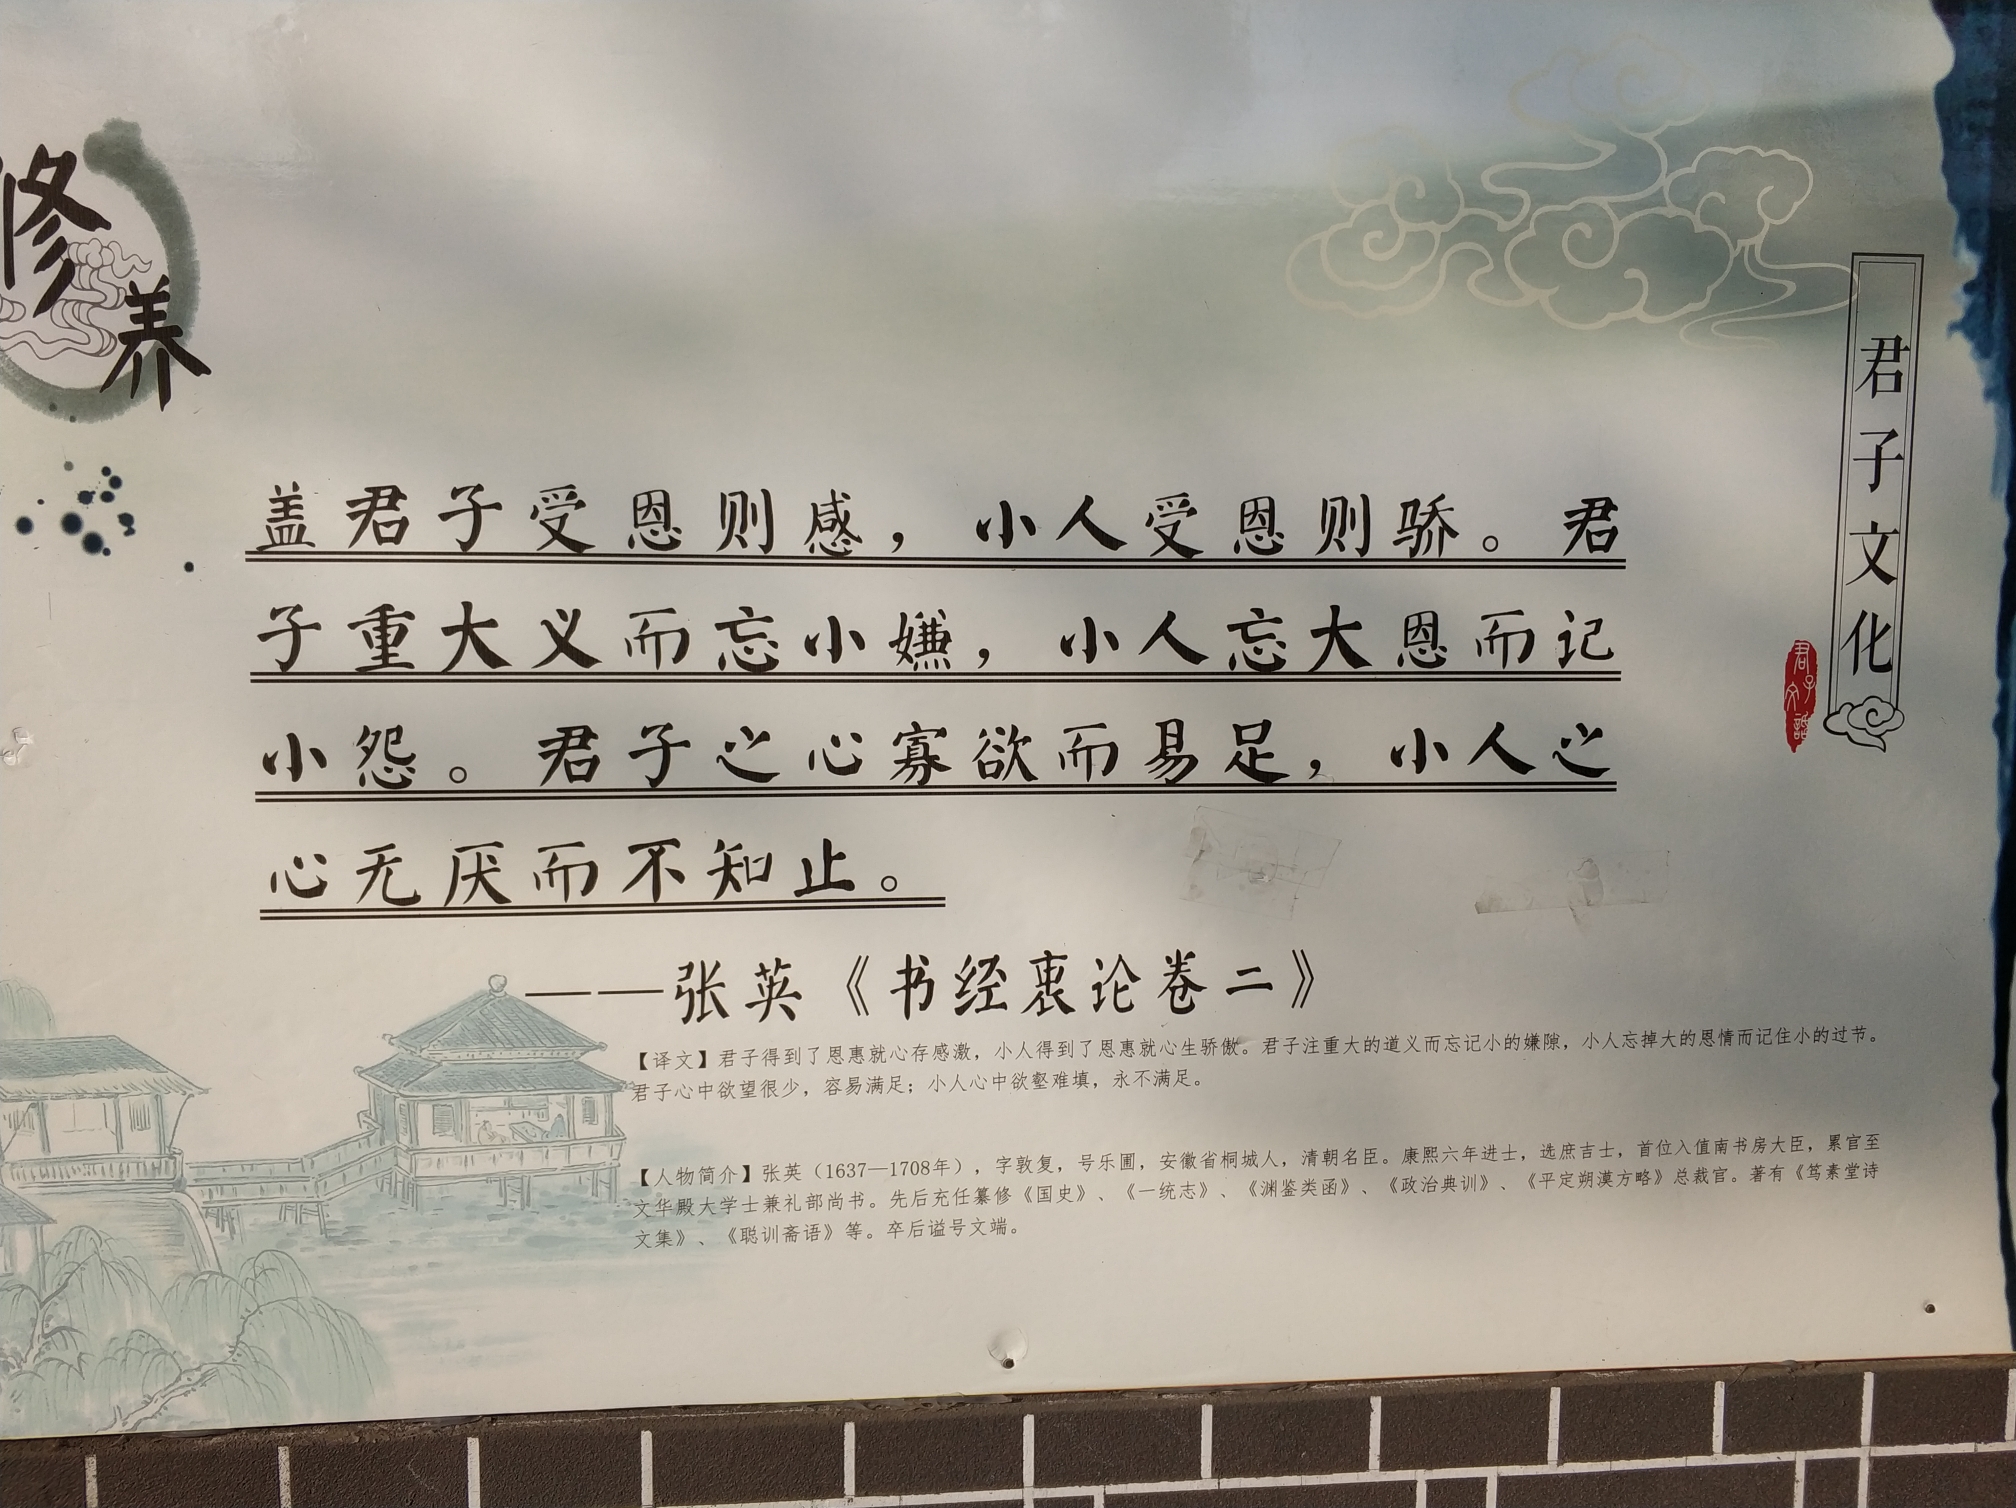 修养
君子文化
君子文化
盖君子受恩则感，小人受恩则骄。君
子重大义而忘小嫌，小人忘大恩而记
小怨。君子之心寡欲而易足，小人之
心无厌而不知止。
——张英《书经衷论卷二》
【译文】君子得到了恩惠就心存感激，小人得到了恩惠就心生骄傲。君子注重大的道义而忘记小的嫌隙，小人忘掉大的恩情而记住小的过节。
君子心中欲望很少，容易满足；小人心中欲壑难填，永不满足。
【人物简介】张英（1637—1708年），字敦复，号乐圃，安徽省桐城人，清朝名臣。康熙六年进士，选庶吉士，首位入值南书房大臣，累官至
文华殿大学士兼礼部尚书。先后充任纂修《国史》、《一统志》、《渊鉴类函》、《政治典训》、《平定朔漠方略》总裁官。著有《笃素堂诗
文集》、《聪训斋语》等。卒后谥号文端。